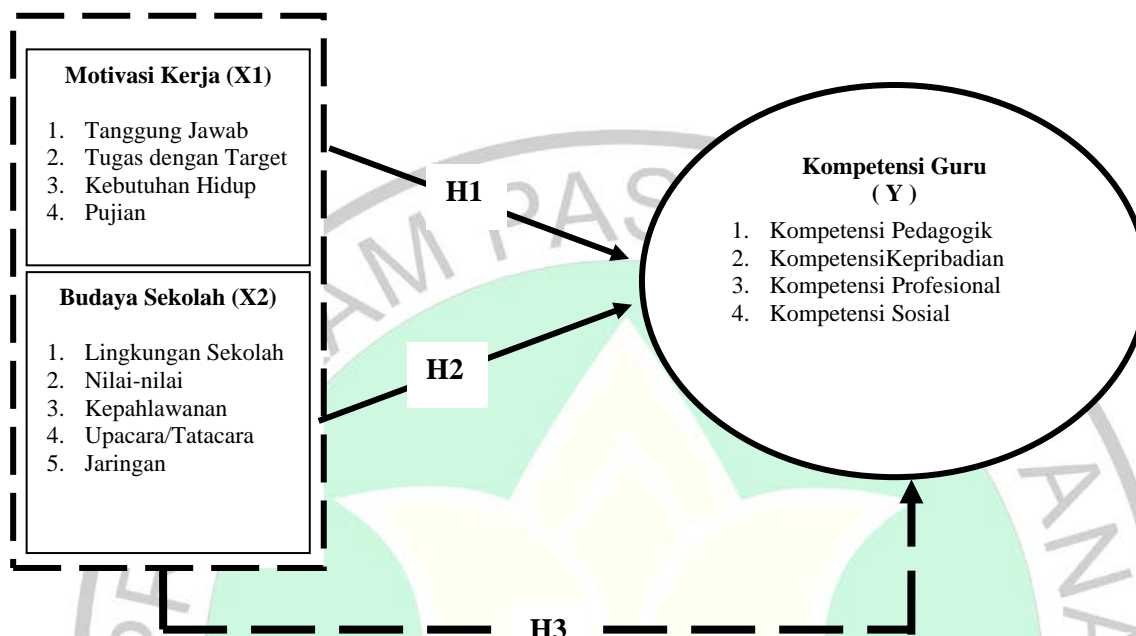 Motivasi Kerja (X1)
1. Tanggung Jawab
2. Tugas dengan Target
3. Kebutuhan Hidup
4. Pujian
Budaya Sekolah (X2)
1. Lingkungan Sekolah
2. Nilai-nilai
3. Kepahlawanan
4. Upacara/Tatacara
5. Jaringan
H1
H2
H3
Kompetensi Guru
( Y )
1. Kompetensi Pedagogik
2. KompetensiKepribadian
3. Kompetensi Profesional
4. Kompetensi Sosial